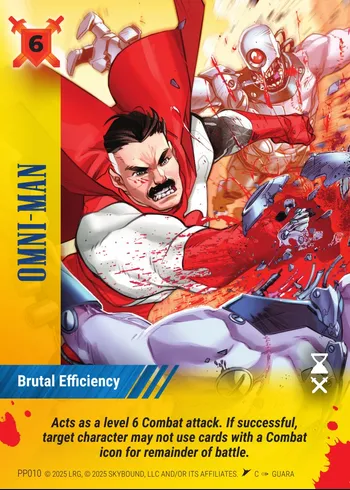 6
OMNI-MAN
Brutal Efficiency
Acts as a level 6 Combat attack. If successful,
target character may not use cards with a Combat
icon for remainder of battle.
PP010 © 2025 LRG, © 2025 SKYBOUND, LLC AND/OR ITS AFFILIATES. C GUARA